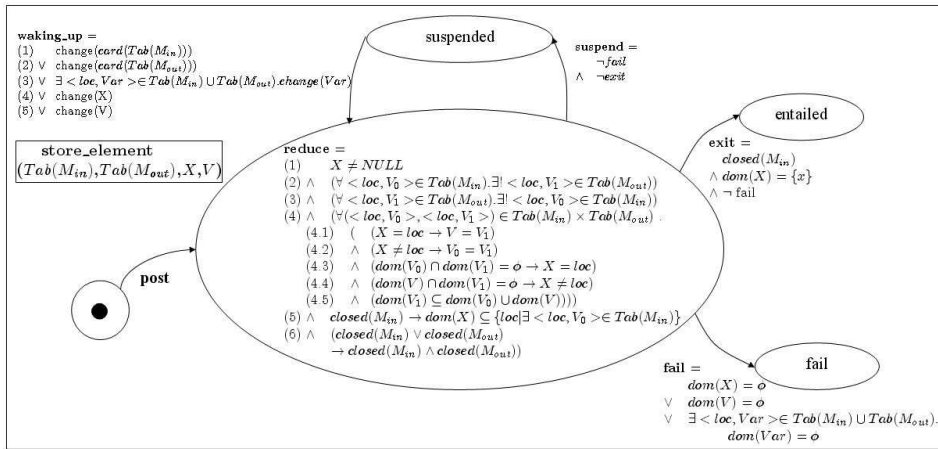 waking_up =
(1) change(card(Tab(M_in)))
(2) ∨ change(card(Tab(M_out)))
(3) ∨ ∃ < loc, Var > ∈ Tab(M_in) ∪ Tab(M_out).change(Var)
(4) ∨ change(X)
(5) ∨ change(V)
suspended
suspend =
¬fail
∧ ¬exit
store_element
(Tab(M_in),Tab(M_out),X,V)
entailed
exit =
closed(M_in)
∧ dom(X) = {x}
∧ ¬ fail
reduce =
(1) X ≠ NULL
(2) ∧ (∀ < loc, V_0 > ∈ Tab(M_in).∃! < loc, V_1 > ∈ Tab(M_out))
(3) ∧ (∀ < loc, V_1 > ∈ Tab(M_out).∃! < loc, V_0 > ∈ Tab(M_in))
(4) ∧ (∀(< loc, V_0 >, < loc, V_1 >) ∈ Tab(M_in) × Tab(M_out) .
(4.1) ( (X = loc → V = V_1)
(4.2) ∧ (X ≠ loc → V_0 = V_1)
(4.3) ∧ (dom(V_0) ∩ dom(V_1) = ϕ → X = loc)
(4.4) ∧ (dom(V) ∩ dom(V_1) = ϕ → X ≠ loc)
(4.5) ∧ (dom(V_1) ⊆ dom(V_0) ∪ dom(V))))
(5) ∧ closed(M_in) → dom(X) ⊆ {loc|∃ < loc, V_0 > ∈ Tab(M_in)}
(6) ∧ (closed(M_in) ∨ closed(M_out)
→ closed(M_in) ∧ closed(M_out))
post
fail
fail =
dom(X) = ϕ
∨ dom(V) = ϕ
∨ ∃ < loc, Var > ∈ Tab(M_in) ∪ Tab(M_out).
dom(Var) = ϕ